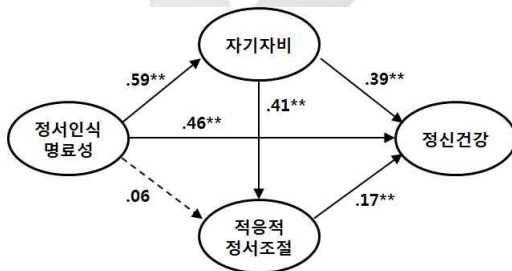 자기자비
.59**
.39**
.41**
.46**
정서인식
명료성
정신건강
.06
.17**
적응적
정서조절